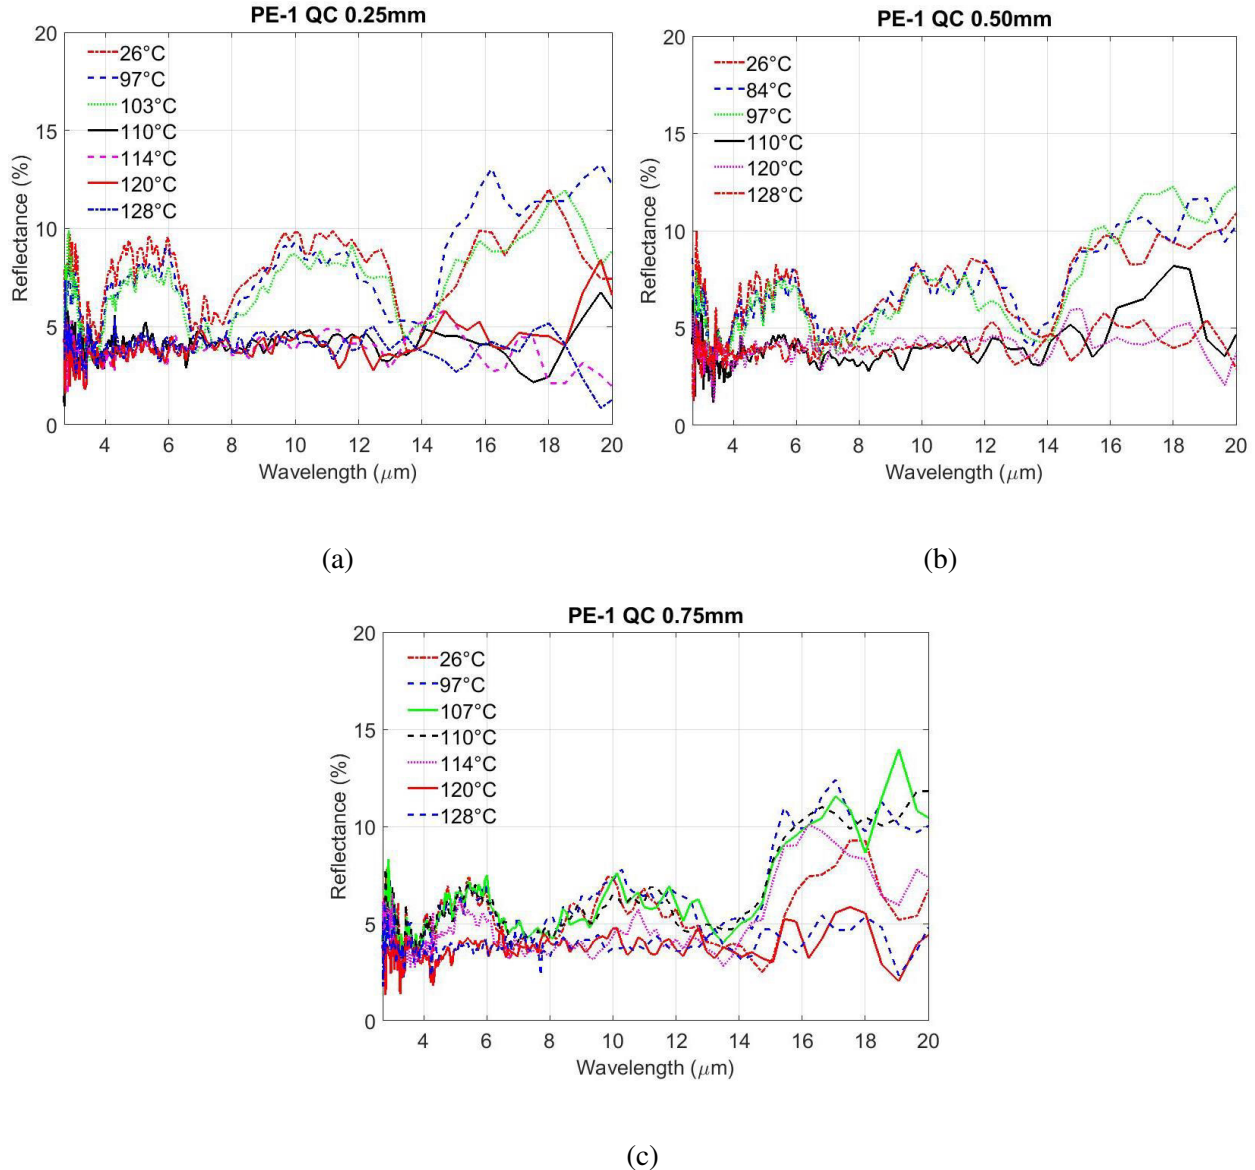 PE-1 QC 0.25mm
20
15
10
5
0
Reflectance (%)
26°C
97°C
103°C
110°C
114°C
120°C
128°C
4 6 8 10 12 14 16 18 20
Wavelength (μm)
(a)
PE-1 QC 0.50mm
20
15
10
5
0
Reflectance (%)
26°C
84°C
97°C
110°C
120°C
128°C
4 6 8 10 12 14 16 18 20
Wavelength (μm)
(b)
PE-1 QC 0.75mm
20
15
10
5
0
Reflectance (%)
26°C
97°C
107°C
110°C
114°C
120°C
128°C
4 6 8 10 12 14 16 18 20
Wavelength (μm)
(c)